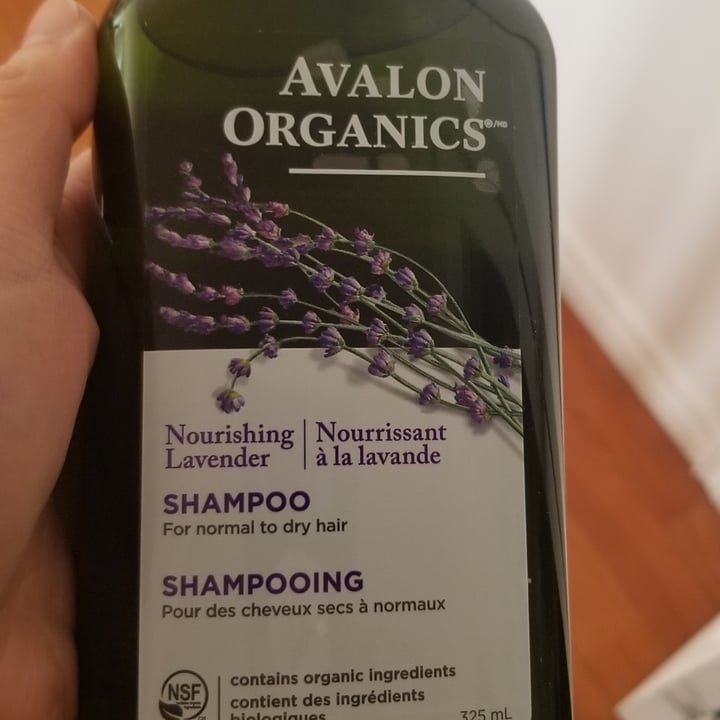 AVALON
ORGANICS®/MD
Nourishing
Lavender
Nourrissant
à la lavande
SHAMPOO
For normal to dry hair
SHAMPOOING
Pour des cheveux secs à normaux
NSF
contains organic ingredients
contient des ingrédients
biologiques
325 mL